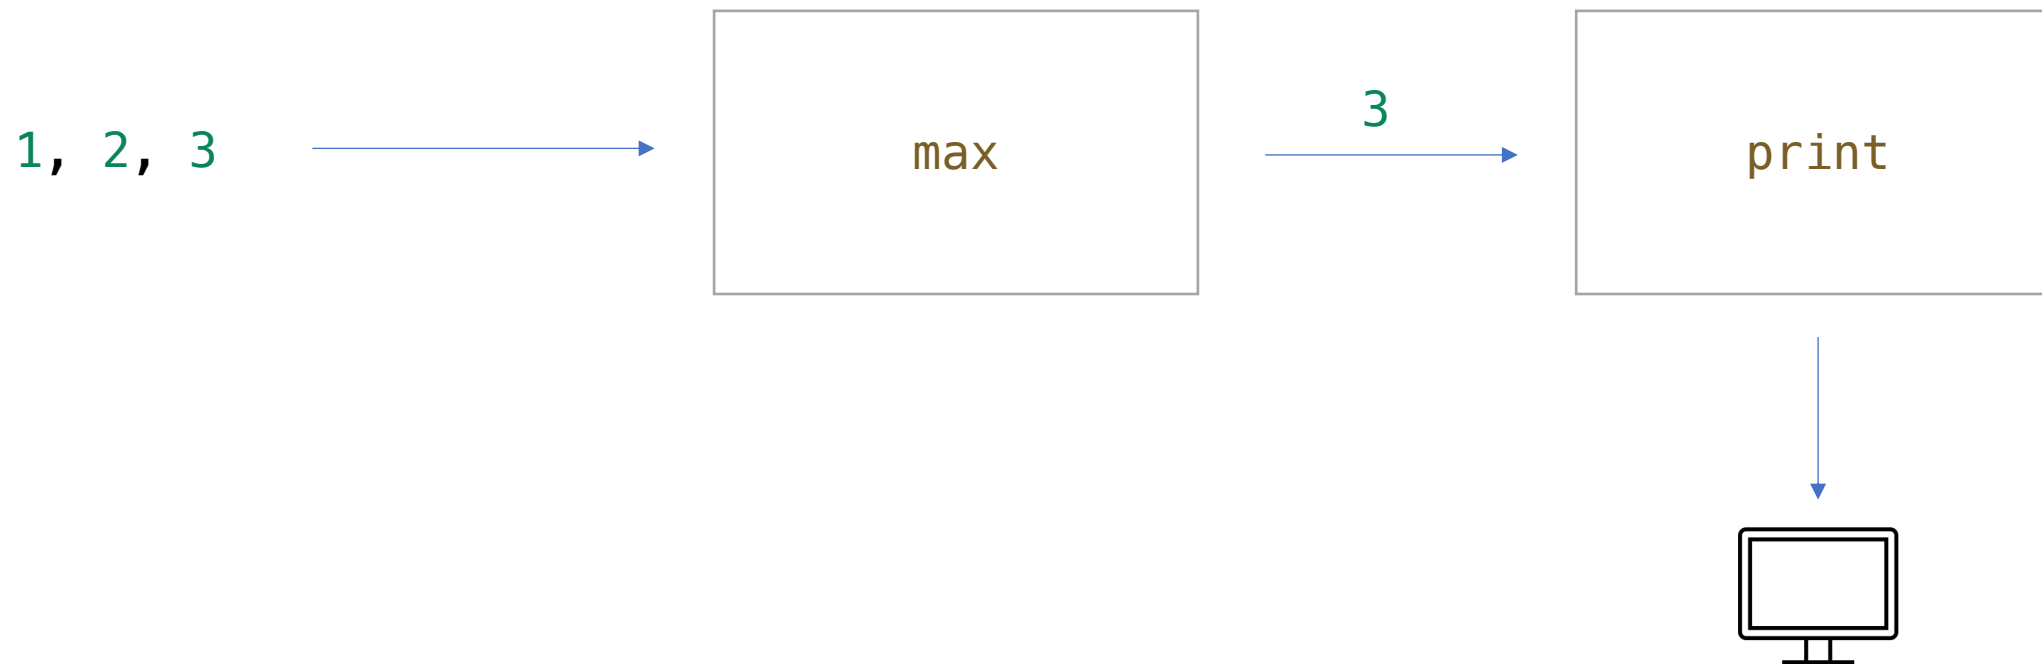 1, 2, 3
max
3
print